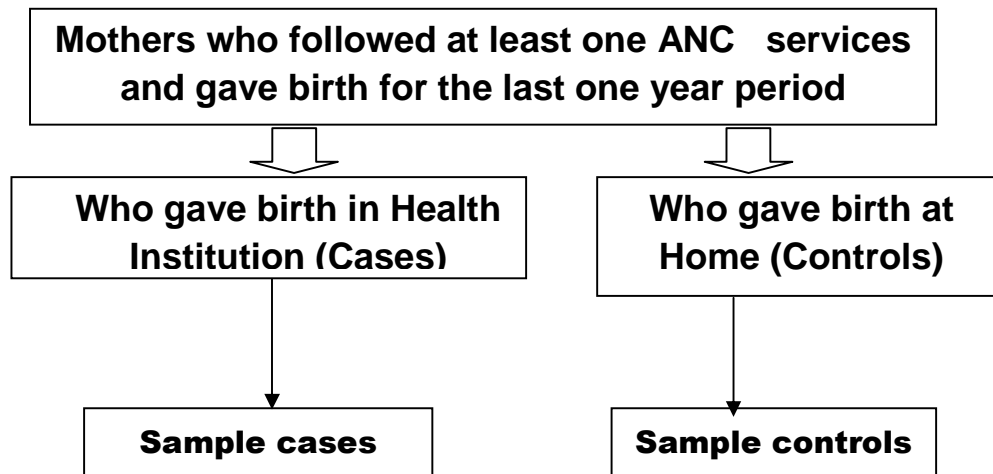 Mothers who followed at least one ANC services
and gave birth for the last one year period
Who gave birth in Health
Institution (Cases)
Who gave birth at
Home (Controls)
Sample cases
Sample controls